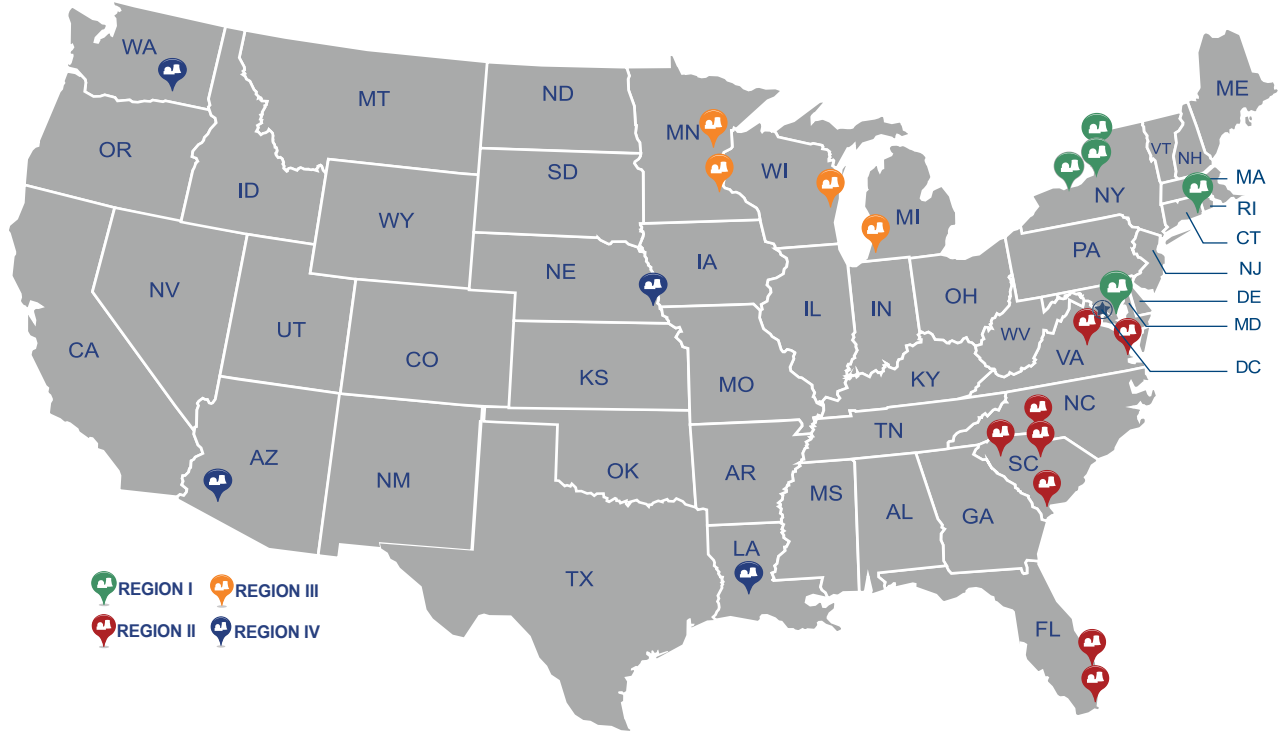 WA
MT
ND
MN
ME
OR
ID
SD
WI
VT
NH
MA
WY
MI
NY
RI
CT
NE
IA
PA
NJ
NV
UT
IL
IN
OH
DE
MD
CA
CO
KS
MO
WV
VA
KY
DC
NC
TN
AZ
NM
OK
AR
SC
MS
AL
GA
LA
TX
REGION I
REGION III
REGION II
REGION IV
FL